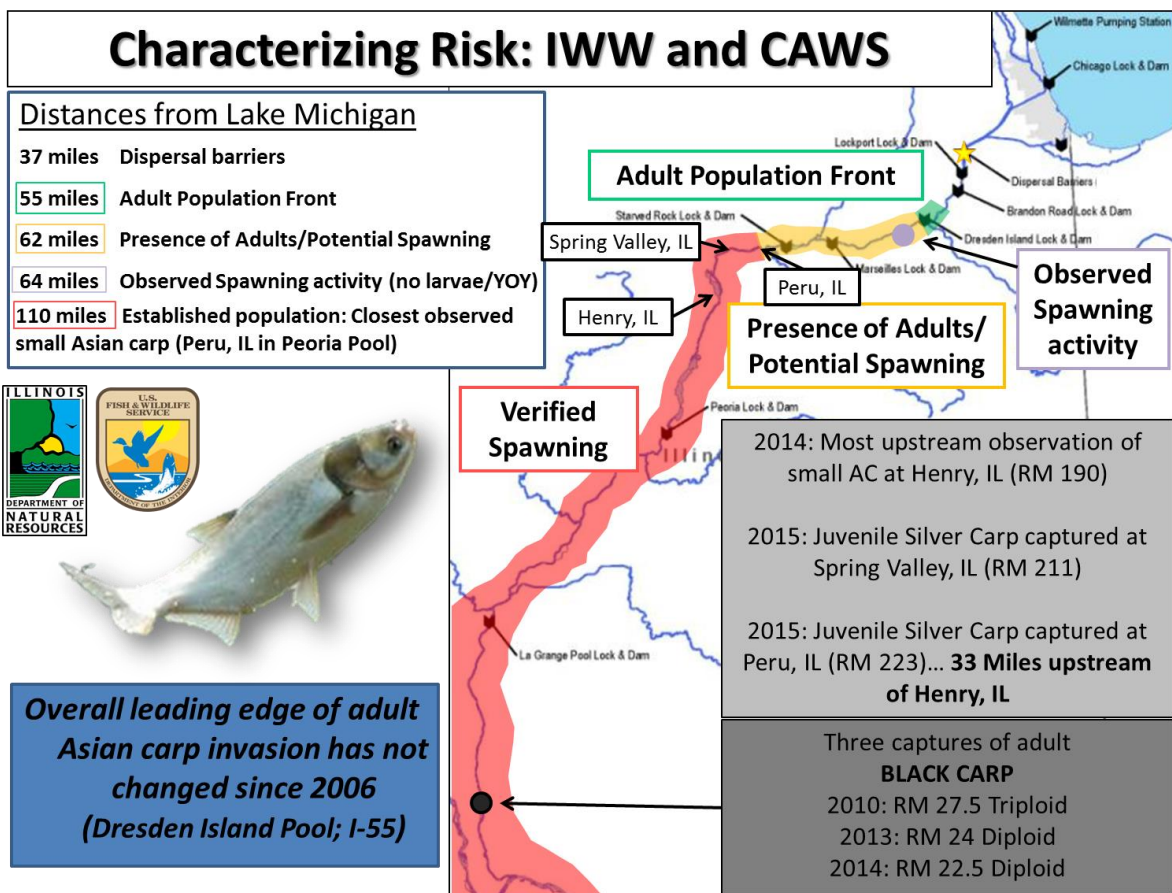 Characterizing Risk: IWW and CAWS
Distances from Lake Michigan
37 miles Dispersal barriers
55 miles Adult Population Front
62 miles Presence of Adults/Potential Spawning
64 miles Observed Spawning activity (no larvae/YOY)
110 miles Established population: Closest observed
small Asian carp (Peru, IL in Peoria Pool)
ILLINOIS
DEPARTMENT OF
NATURAL
RESOURCES
U.S.
FISH & WILDLIFE
SERVICE
DEPARTMENT OF THE INTERIOR
Overall leading edge of adult
Asian carp invasion has not
changed since 2006
(Dresden Island Pool; I-55)
Wilmette Pumping Station
Chicago Lock & Dam
Lockport Lock & Dam
Dispersal Barriers
Brandon Road Lock & Dam
Adult Population Front
Starved Rock Lock & Dam
Dresden Island Lock & Dam
Spring Valley, IL
Marseilles Lock & Dam
Peru, IL
Henry, IL
Observed
Spawning
activity
Presence of Adults/
Potential Spawning
Verified
Spawning
Peoria Lock & Dam
Illin
La Grange Pool Lock & Dam
2014: Most upstream observation of
small AC at Henry, IL (RM 190)
2015: Juvenile Silver Carp captured at
Spring Valley, IL (RM 211)
2015: Juvenile Silver Carp captured at
Peru, IL (RM 223)... 33 Miles upstream
of Henry, IL
Three captures of adult
BLACK CARP
2010: RM 27.5 Triploid
2013: RM 24 Diploid
2014: RM 22.5 Diploid